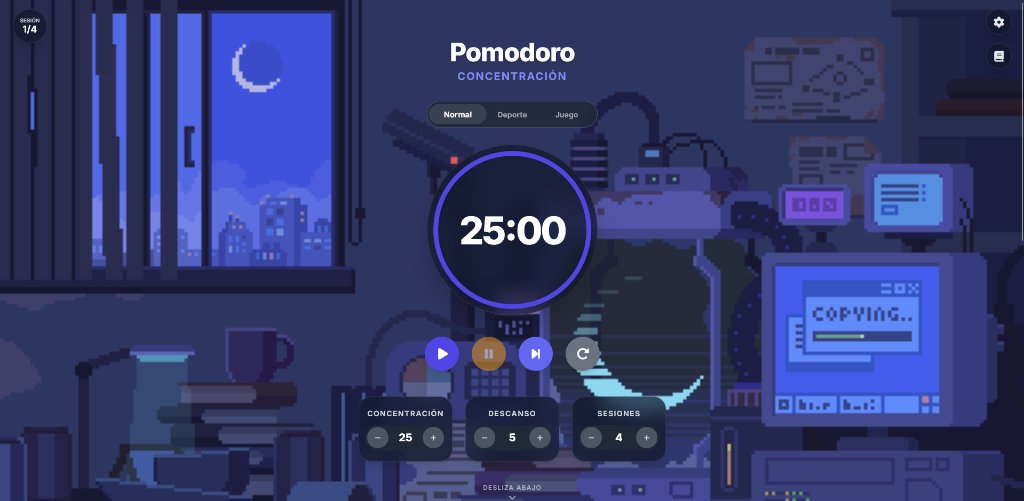 SESIÓN
1/4
Pomodoro
CONCENTRACIÓN
Normal Deporte Juego
25:00
COPYING..
CONCENTRACIÓN DESCANSO SESIONES
− 25 + − 5 + − 4 +
DESLIZA ABAJO